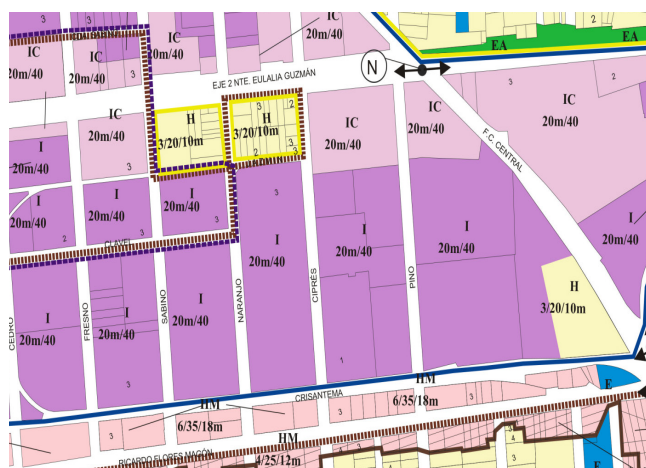 IC
20m/40
IC
20m/40
IC
20m/40
IC
20m/40
EA
EA
N
EJE 2 NTE. EULALIA GUZMÁN
IC
20m/40
H
3/20/10m
H
3/20/10m
IC
20m/40
IC
20m/40
IC
20m/40
F.C. CENTRAL
I
20m/40
I
20m/40
I
20m/40
I
20m/40
I
20m/40
CLAVEL
I
20m/40
I
20m/40
I
20m/40
H
3/20/10m
I
20m/40
I
20m/40
I
20m/40
CEDRO
FRESNO
SABINO
NARANJO
CIPRÉS
PINO
CRISANTEMA
HM
6/35/18m
HM
6/35/18m
E
RICARDO FLORES MAGÓN
HM
4/25/12m
E